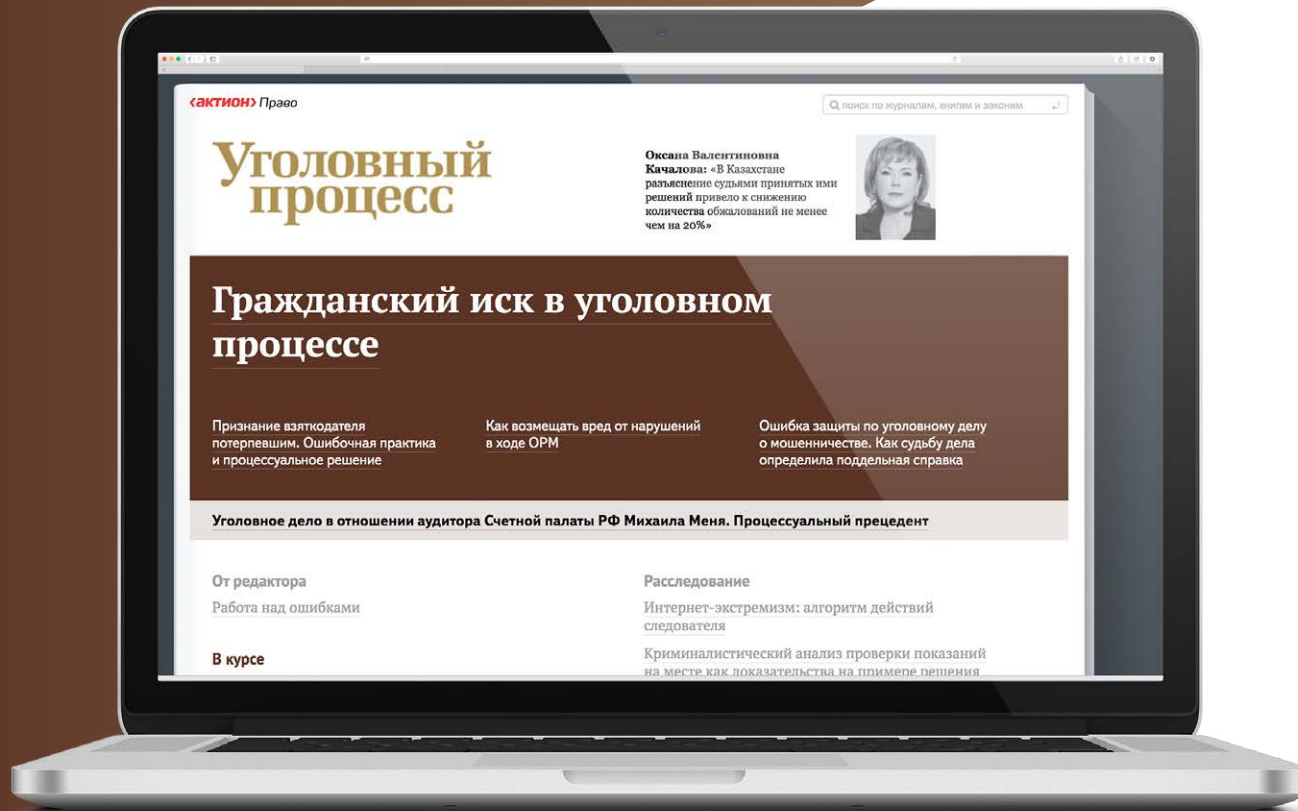 ‹актион› Право
поиск по журналам, книгам и законам
Уголовный
процесс
Оксана Валентиновна
Качалова: «В Казахстане
разъяснение судьями принятых ими
решений привело к снижению
количества обжалований не менее
чем на 20%»
Гражданский иск в уголовном
процессе
Признание взяткодателя
потерпевшим. Ошибочная практика
и процессуальное решение
Как возмещать вред от нарушений
в ходе ОРМ
Ошибка защиты по уголовному делу
о мошенничестве. Как судьбу дела
определила поддельная справка
Уголовное дело в отношении аудитора Счетной палаты РФ Михаила Меня. Процессуальный прецедент
От редактора
Работа над ошибками
В курсе
Расследование
Интернет-экстремизм: алгоритм действий
следователя
Криминалистический анализ проверки показаний
на месте как доказательства на примере решения